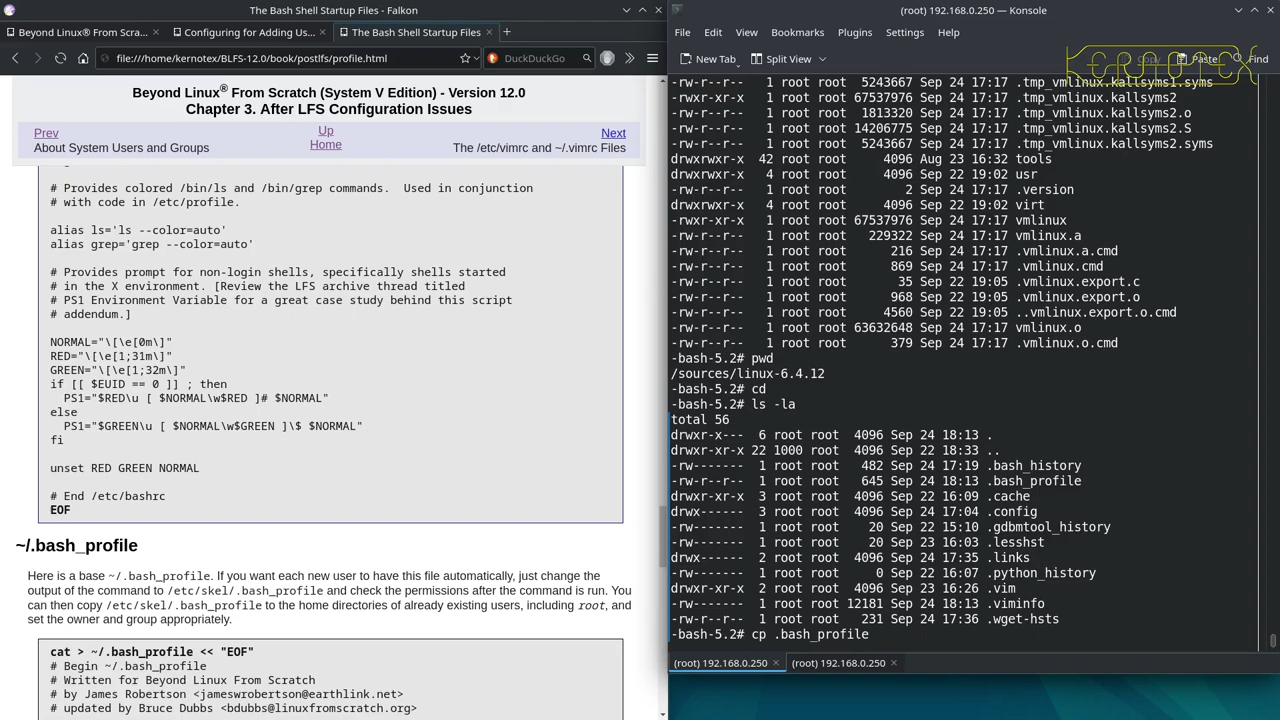 The Bash Shell Startup Files - Falkon
Beyond Linux® From Scra...
Configuring for Adding Us...
The Bash Shell Startup Files
file:///home/kernotex/BLFS-12.0/book/postlfs/profile.html
DuckDuckGo
Beyond Linux® From Scratch (System V Edition) - Version 12.0
Chapter 3. After LFS Configuration Issues
Prev
Up
Next
About System Users and Groups
Home
The /etc/vimrc and ~/.vimrc Files
# Provides colored /bin/ls and /bin/grep commands.  Used in conjunction
# with code in /etc/profile.
alias ls='ls --color=auto'
alias grep='grep --color=auto'
# Provides prompt for non-login shells, specifically shells started
# in the X environment. [Review the LFS archive thread titled
# PS1 Environment Variable for a great case study behind this script
# addendum.]
NORMAL="\[\e[0m\]"
RED="\[\e[1;31m\]"
GREEN="\[\e[1;32m\]"
if [[ $EUID == 0 ]] ; then
  PS1="$RED\u [ $NORMAL\w$RED ]# $NORMAL"
else
  PS1="$GREEN\u [ $NORMAL\w$GREEN ]\$ $NORMAL"
fi
unset RED GREEN NORMAL
# End /etc/bashrc
EOF
~/.bash_profile
Here is a base ~/.bash_profile. If you want each new user to have this file automatically, just change the
output of the command to /etc/skel/.bash_profile and check the permissions after the command is run. You
can then copy /etc/skel/.bash_profile to the home directories of already existing users, including root, and
set the owner and group appropriately.
cat > ~/.bash_profile << "EOF"
# Begin ~/.bash_profile
# Written for Beyond Linux From Scratch
# by James Robertson <jameswrobertson@earthlink.net>
# updated by Bruce Dubbs <bdubbs@linuxfromscratch.org>
(root) 192.168.0.250 — Konsole
File Edit View Bookmarks Plugins Settings Help
New Tab Split View Copy Paste Find
KERNOTEX
-rw-r--r--  1 root root  5243667 Sep 24 17:17 .tmp_vmlinux.kallsyms1.syms
-rwxr-xr-x  1 root root 67537976 Sep 24 17:17 .tmp_vmlinux.kallsyms2
-rw-r--r--  1 root root  1813320 Sep 24 17:17 .tmp_vmlinux.kallsyms2.o
-rw-r--r--  1 root root 14206775 Sep 24 17:17 .tmp_vmlinux.kallsyms2.S
-rw-r--r--  1 root root  5243667 Sep 24 17:17 .tmp_vmlinux.kallsyms2.syms
drwxrwxr-x 42 root root     4096 Aug 23 16:32 tools
drwxrwxr-x  4 root root     4096 Sep 22 19:02 usr
-rw-r--r--  1 root root        2 Sep 24 17:17 .version
drwxrwxr-x  4 root root     4096 Sep 22 19:02 virt
-rwxr-xr-x  1 root root 67537976 Sep 24 17:17 vmlinux
-rw-r--r--  1 root root   229322 Sep 24 17:17 vmlinux.a
-rw-r--r--  1 root root      216 Sep 24 17:17 .vmlinux.a.cmd
-rw-r--r--  1 root root      869 Sep 24 17:17 .vmlinux.cmd
-rw-r--r--  1 root root       35 Sep 22 19:05 .vmlinux.export.c
-rw-r--r--  1 root root      968 Sep 22 19:05 .vmlinux.export.o
-rw-r--r--  1 root root     4560 Sep 22 19:05 ..vmlinux.export.o.cmd
-rw-r--r--  1 root root 63632648 Sep 24 17:17 vmlinux.o
-rw-r--r--  1 root root      379 Sep 24 17:17 .vmlinux.o.cmd
-bash-5.2# pwd
/sources/linux-6.4.12
-bash-5.2# cd
-bash-5.2# ls -la
total 56
drwxr-x---  6 root root  4096 Sep 24 18:13 .
drwxr-xr-x 22 1000 root  4096 Sep 22 18:33 ..
-rw-------  1 root root   482 Sep 24 17:19 .bash_history
-rw-r--r--  1 root root   645 Sep 24 18:13 .bash_profile
drwxr-xr-x  3 root root  4096 Sep 22 16:09 .cache
drwx------  3 root root  4096 Sep 24 17:04 .config
-rw-------  1 root root    20 Sep 22 15:10 .gdbmtool_history
-rw-------  1 root root    20 Sep 23 16:03 .lesshst
drwx------  2 root root  4096 Sep 24 17:35 .links
-rw-------  1 root root     0 Sep 22 16:07 .python_history
drwxr-xr-x  2 root root  4096 Sep 23 16:26 .vim
-rw-------  1 root root 12181 Sep 24 18:13 .viminfo
-rw-------  1 root root   231 Sep 24 17:36 .wget-hsts
-bash-5.2# cp .bash_profile
(root) 192.168.0.250
(root) 192.168.0.250